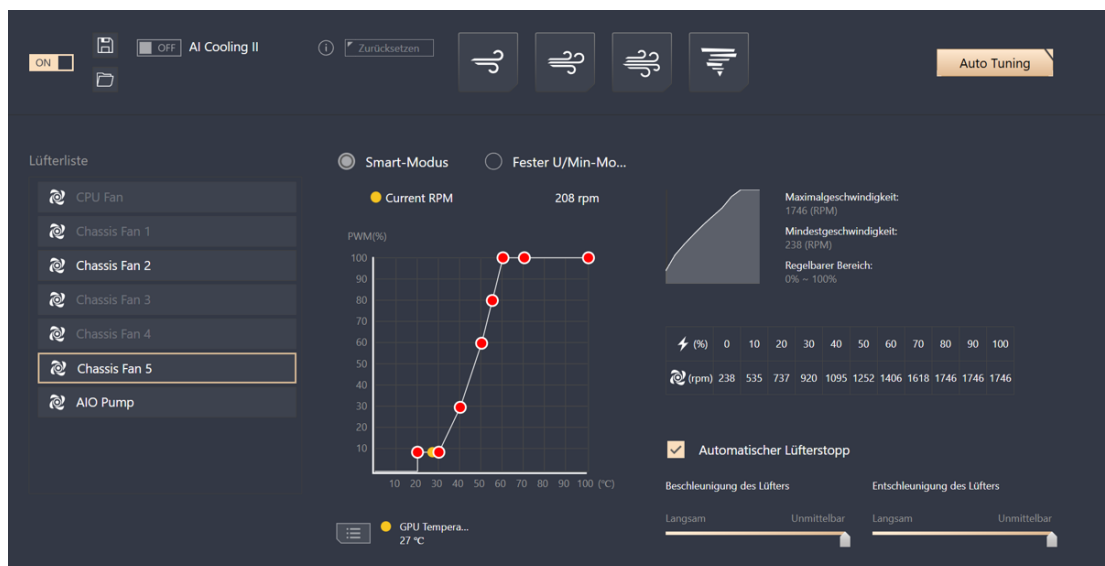 ON
OFF AI Cooling II
Zurücksetzen
Auto Tuning
Lüfterliste
CPU Fan
Chassis Fan 1
Chassis Fan 2
Chassis Fan 3
Chassis Fan 4
Chassis Fan 5
AIO Pump
Smart-Modus Fester U/Min-Mo...
Current RPM 208 rpm
PWM(%)
100
90
80
70
60
50
40
30
20
10
10 20 30 40 50 60 70 80 90 100 (°C)
GPU Tempera...
27 °C
Maximalgeschwindigkeit:
1746 (RPM)
Mindestgeschwindigkeit:
238 (RPM)
Regelbarer Bereich:
0% ~ 100%
(%) 0 10 20 30 40 50 60 70 80 90 100
(rpm) 238 535 737 920 1095 1252 1406 1618 1746 1746 1746
Automatischer Lüfterstopp
Beschleunigung des Lüfters Entschleunigung des Lüfters
Langsam Unmittelbar Langsam Unmittelbar